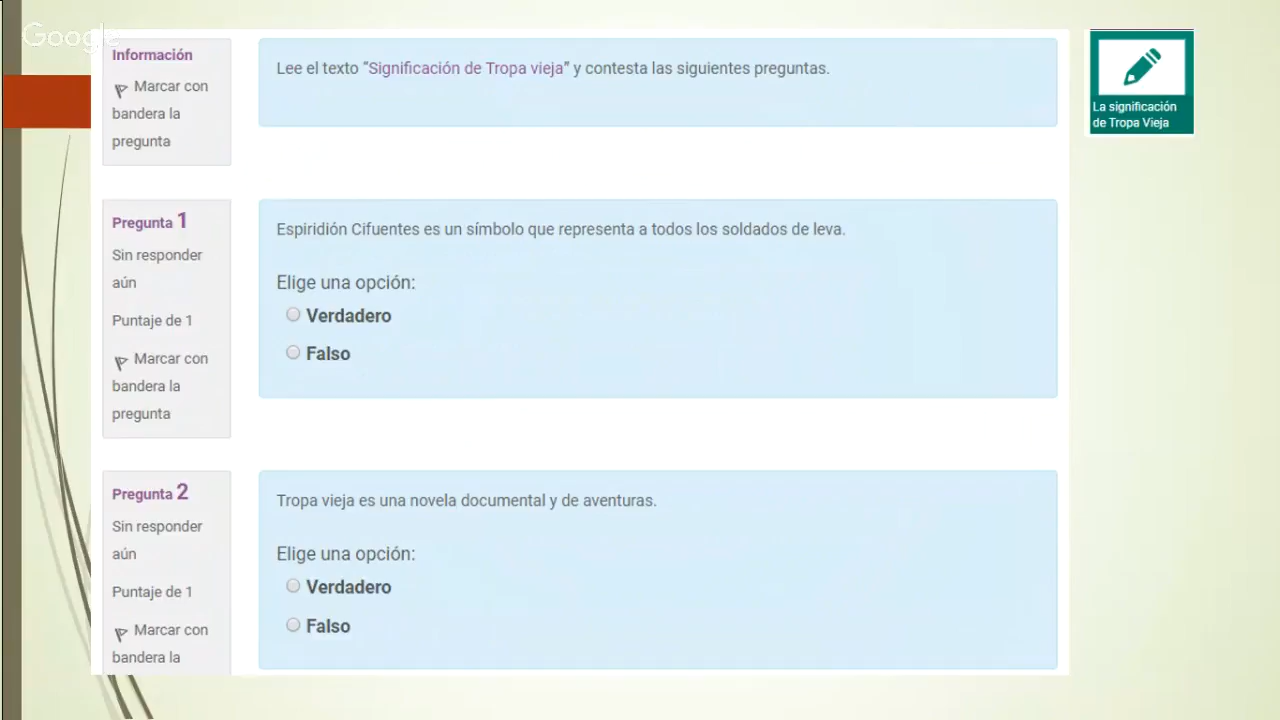 Google
Información
Marcar con
bandera la
pregunta
Lee el texto “Significación de Tropa vieja” y contesta las siguientes preguntas.
La significación
de Tropa Vieja
Pregunta 1
Sin responder
aún
Puntaje de 1
Marcar con
bandera la
pregunta
Espiridión Cifuentes es un símbolo que representa a todos los soldados de leva.
Elige una opción:
Verdadero
Falso
Pregunta 2
Sin responder
aún
Puntaje de 1
Marcar con
bandera la
Tropa vieja es una novela documental y de aventuras.
Elige una opción:
Verdadero
Falso